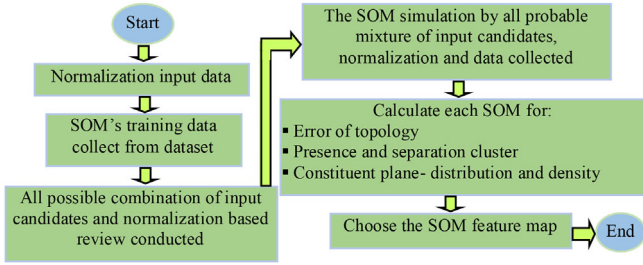 Start
Normalization input data
SOM's training data
collect from dataset
All possible combination of input
candidates and normalization based
review conducted
The SOM simulation by all probable
mixture of input candidates,
normalization and data collected
Calculate each SOM for:
▪ Error of topology
▪ Presence and separation cluster
▪ Constituent plane- distribution and density
Choose the SOM feature map
End